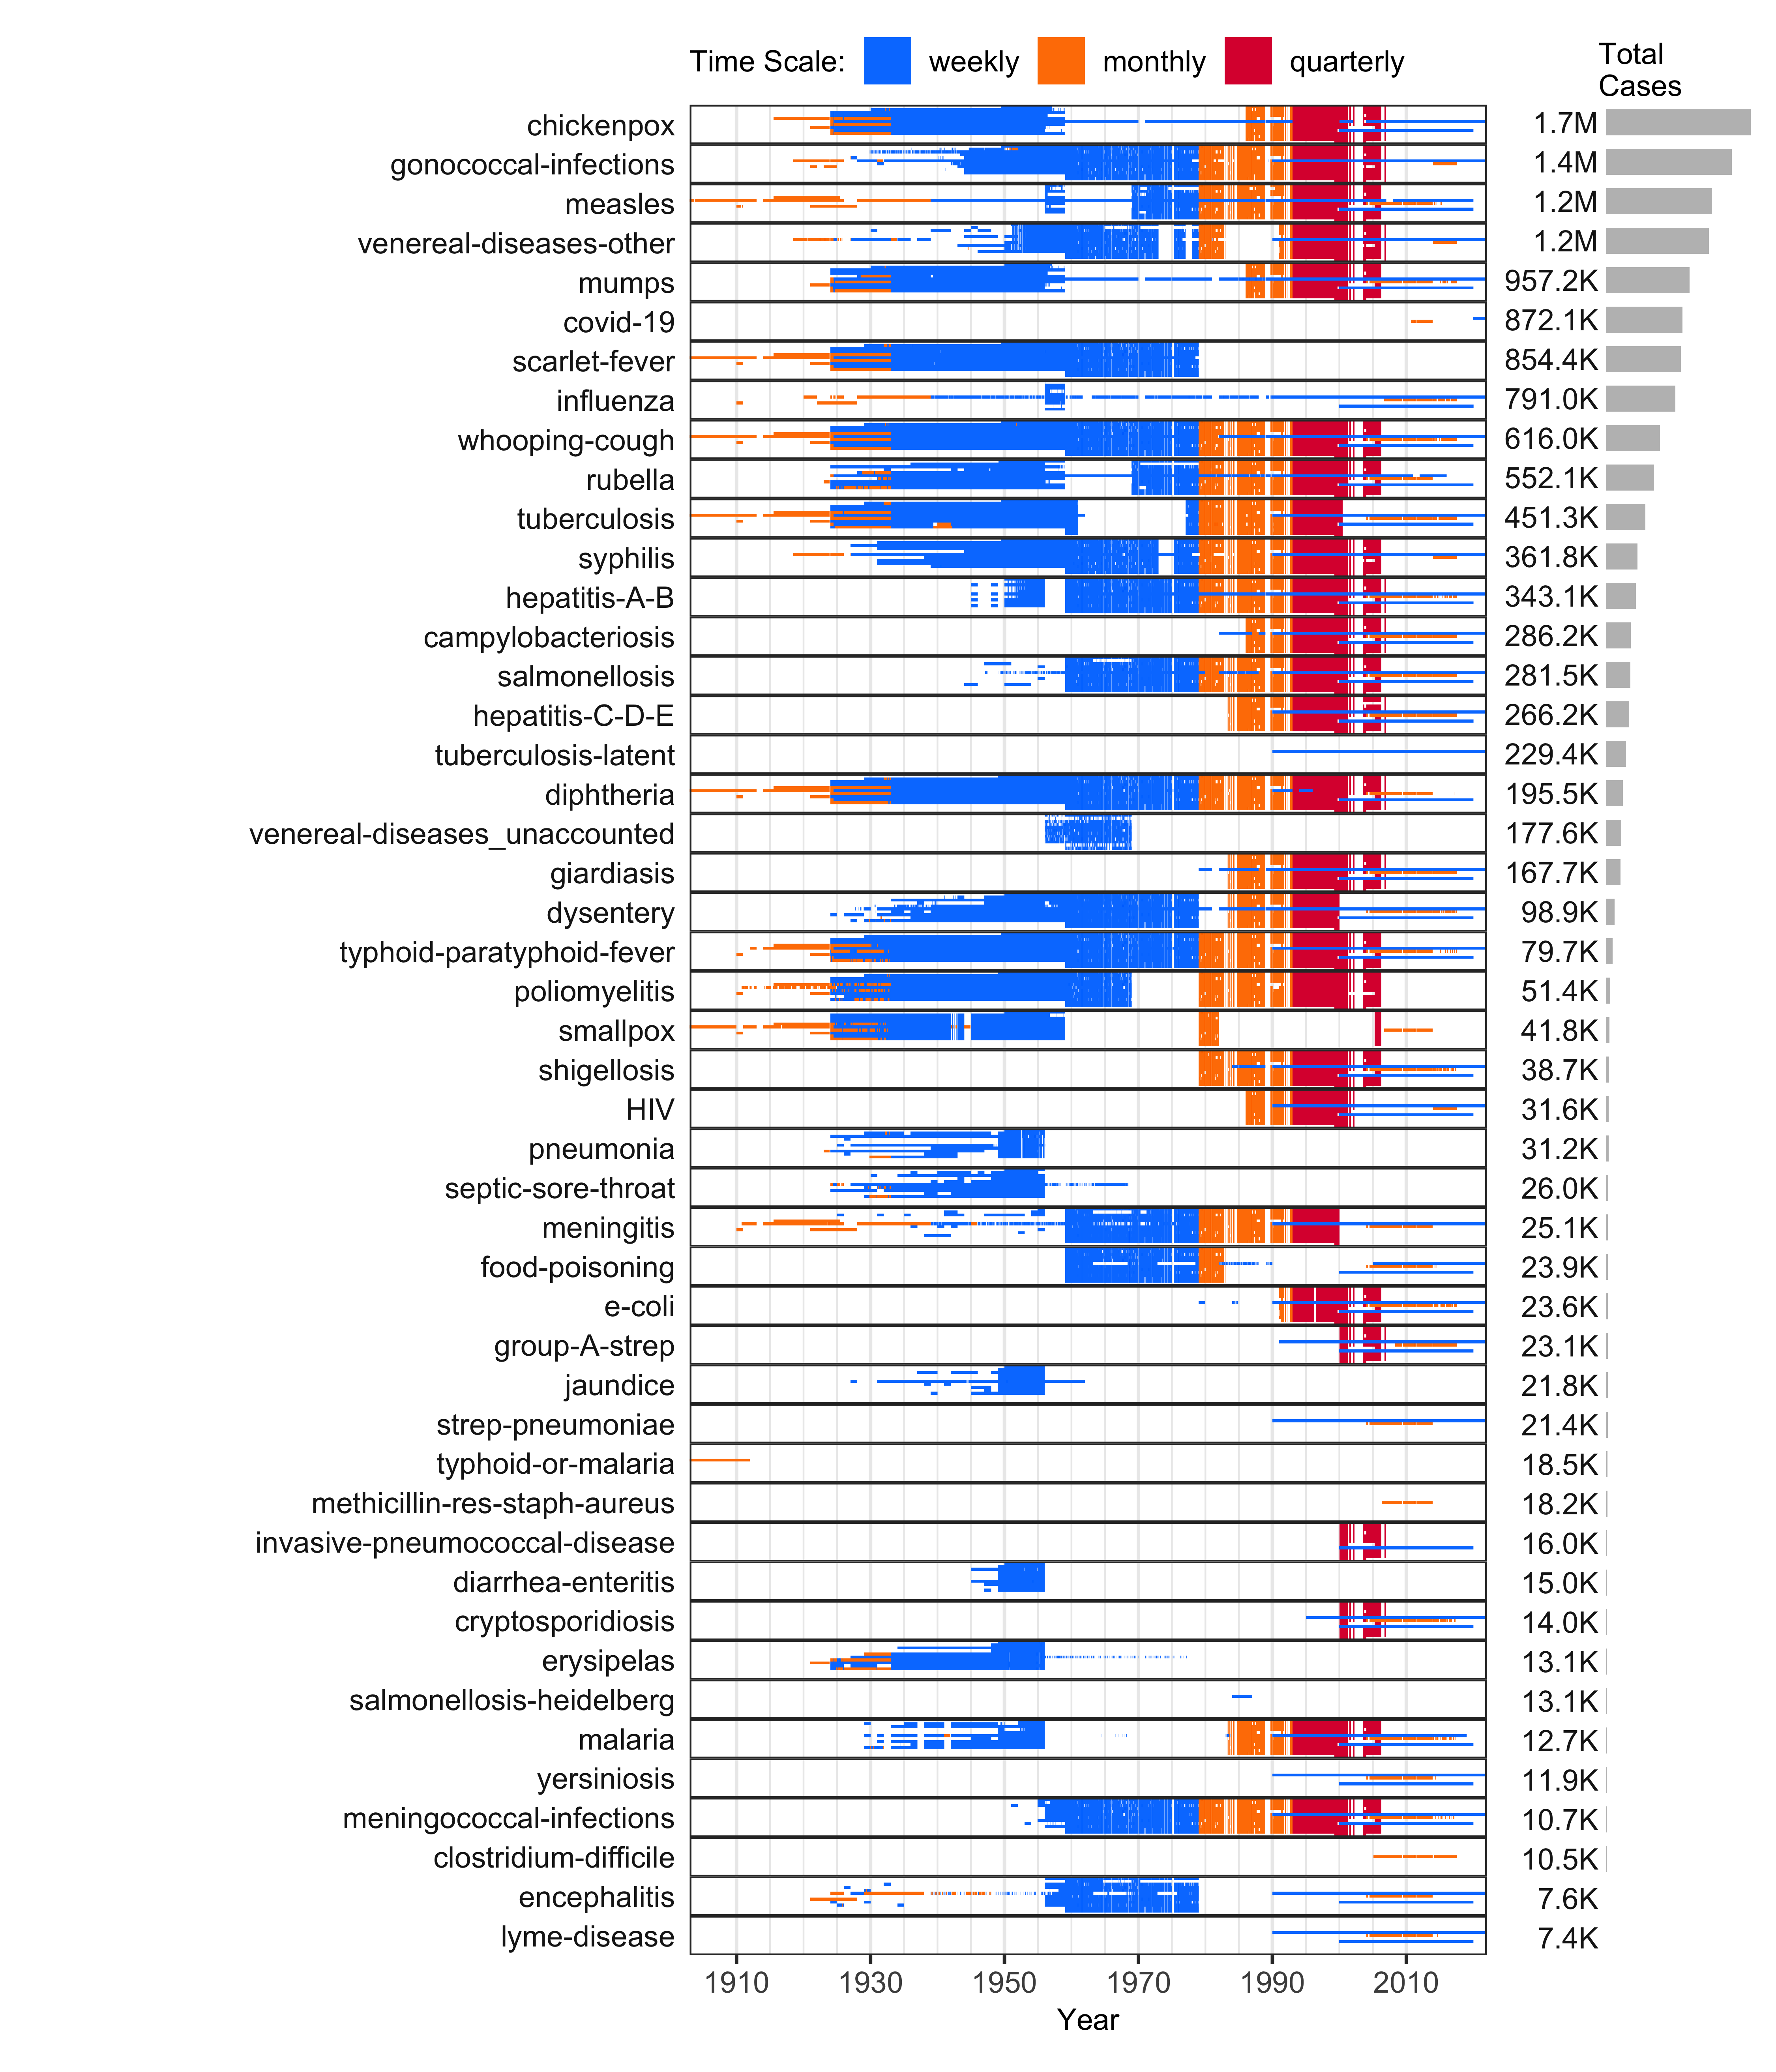 Time Scale: weekly monthly quarterly
Total
Cases
chickenpox 1.7M
gonococcal-infections 1.4M
measles 1.2M
venereal-diseases-other 1.2M
mumps 957.2K
covid-19 872.1K
scarlet-fever 854.4K
influenza 791.0K
whooping-cough 616.0K
rubella 552.1K
tuberculosis 451.3K
syphilis 361.8K
hepatitis-A-B 343.1K
campylobacteriosis 286.2K
salmonellosis 281.5K
hepatitis-C-D-E 266.2K
tuberculosis-latent 229.4K
diphtheria 195.5K
venereal-diseases_unaccounted 177.6K
giardiasis 167.7K
dysentery 98.9K
typhoid-paratyphoid-fever 79.7K
poliomyelitis 51.4K
smallpox 41.8K
shigellosis 38.7K
HIV 31.6K
pneumonia 31.2K
septic-sore-throat 26.0K
meningitis 25.1K
food-poisoning 23.9K
e-coli 23.6K
group-A-strep 23.1K
jaundice 21.8K
strep-pneumoniae 21.4K
typhoid-or-malaria 18.5K
methicillin-res-staph-aureus 18.2K
invasive-pneumococcal-disease 16.0K
diarrhea-enteritis 15.0K
cryptosporidiosis 14.0K
erysipelas 13.1K
salmonellosis-heidelberg 13.1K
malaria 12.7K
yersiniosis 11.9K
meningococcal-infections 10.7K
clostridium-difficile 10.5K
encephalitis 7.6K
lyme-disease 7.4K
1910 1930 1950 1970 1990 2010
Year